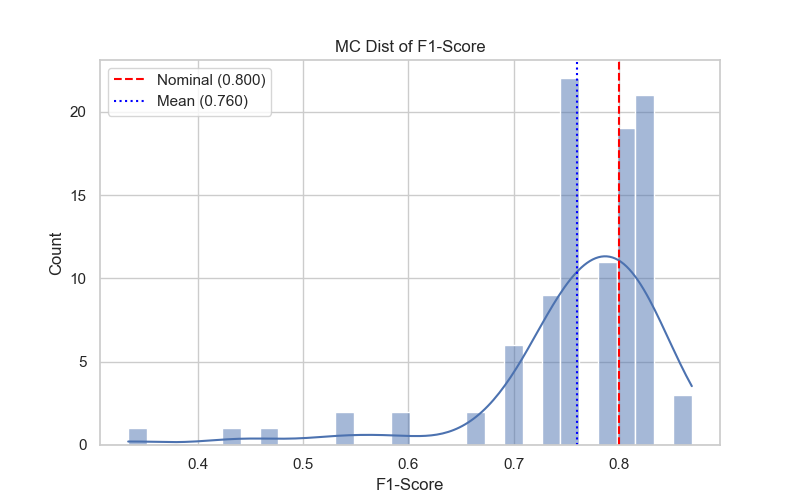 MC Dist of F1-Score
Nominal (0.800)
Mean (0.760)
Count
20
15
10
5
0
0.4 0.5 0.6 0.7 0.8
F1-Score